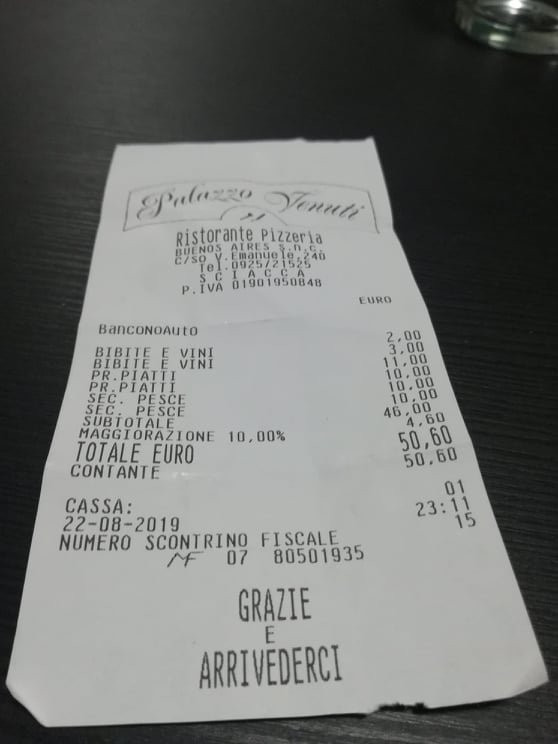 Palazzo Venuti
Ristorante Pizzeria
BUENOS AIRES s.n.c.
C/SO V.Emanuele,240
Tel.0925/21525
S C I A C C A
P.IVA 01901950848
EURO
BancoNoAuto
BIBITE E VINI 2,00
BIBITE E VINI 3,00
PR.PIATTI 11,00
PR.PIATTI 10,00
SEC. PESCE 10,00
SEC. PESCE 10,00
SUBTOTALE 46,00
MAGGIORAZIONE 10,00% 4,60
TOTALE EURO 50,60
CONTANTE 50,60
CASSA: 01
22-08-2019 23:11
NUMERO SCONTRINO FISCALE 15
MF 07 80501935
GRAZIE
E
ARRIVEDERCI